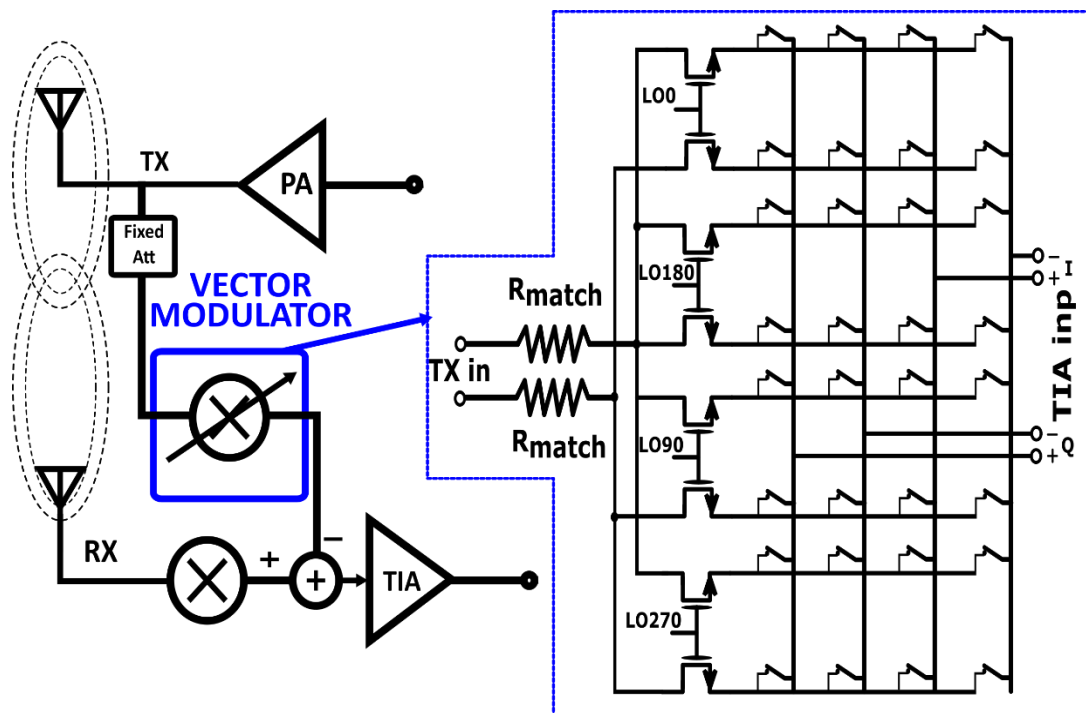 TX
PA
Fixed
Att
VECTOR
MODULATOR
RX
+
−
+
TIA
LO0
LO180
Rmatch
TX in
Rmatch
LO90
LO270
- I
+
- Q
+
TIA inp